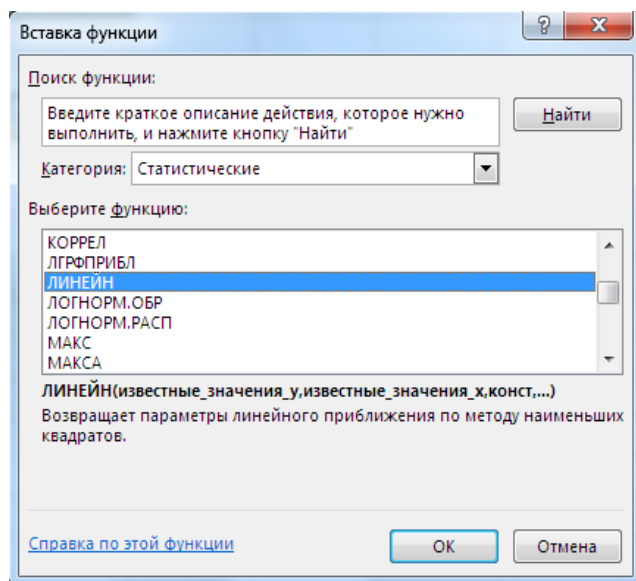 Вставка функции
Поиск функции:
Введите краткое описание действия, которое нужно
выполнить, и нажмите кнопку "Найти"
Найти
Категория: Статистические
Выберите функцию:
КОРРЕЛ
ЛГРФПРИБЛ
ЛИНЕЙН
ЛОГНОРМ.ОБР
ЛОГНОРМ.РАСП
МАКС
МАКСА
ЛИНЕЙН(известные_значения_y,известные_значения_x,конст,...)
Возвращает параметры линейного приближения по методу наименьших
квадратов.
Справка по этой функции
ОК
Отмена